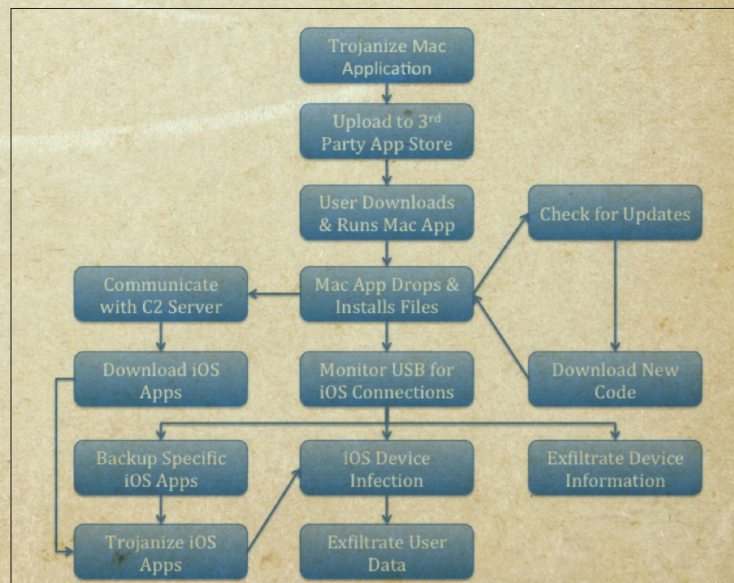 Trojanize Mac
Application
Upload to 3rd
Party App Store
User Downloads
& Runs Mac App
Check for Updates
Communicate
with C2 Server
Mac App Drops &
Installs Files
Download iOS
Apps
Monitor USB for
iOS Connections
Download New
Code
Backup Specific
iOS Apps
iOS Device
Infection
Exfiltrate Device
Information
Trojanize iOS
Apps
Exfiltrate User
Data